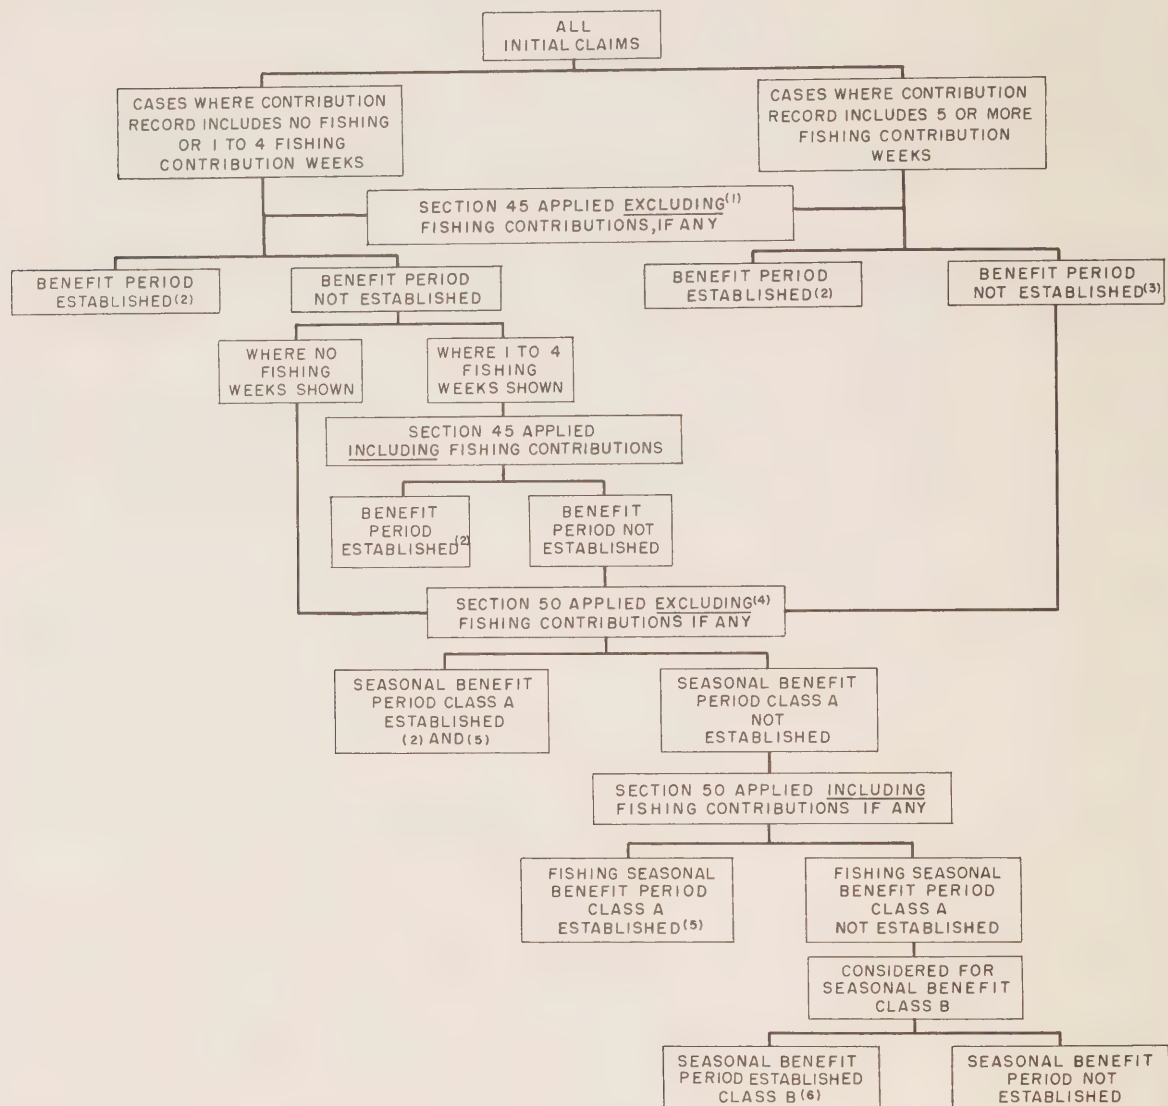 ALL
INITIAL CLAIMS
CASES WHERE CONTRIBUTION
RECORD INCLUDES NO FISHING
OR 1 TO 4 FISHING
CONTRIBUTION WEEKS
CASES WHERE CONTRIBUTION
RECORD INCLUDES 5 OR MORE
FISHING CONTRIBUTION
WEEKS
SECTION 45 APPLIED EXCLUDING(1)
FISHING CONTRIBUTIONS, IF ANY
BENEFIT PERIOD
ESTABLISHED(2)
BENEFIT PERIOD
NOT ESTABLISHED
BENEFIT PERIOD
ESTABLISHED(2)
BENEFIT PERIOD
NOT ESTABLISHED(3)
WHERE NO
FISHING
WEEKS SHOWN
WHERE 1 TO 4
FISHING
WEEKS SHOWN
SECTION 45 APPLIED
INCLUDING FISHING CONTRIBUTIONS
BENEFIT
PERIOD
ESTABLISHED(2)
BENEFIT
PERIOD NOT
ESTABLISHED
SECTION 50 APPLIED EXCLUDING(4)
FISHING CONTRIBUTIONS IF ANY
SEASONAL BENEFIT
PERIOD CLASS A
ESTABLISHED
(2) AND (5)
SEASONAL BENEFIT
PERIOD CLASS A
NOT
ESTABLISHED
SECTION 50 APPLIED INCLUDING
FISHING CONTRIBUTIONS IF ANY
FISHING SEASONAL
BENEFIT PERIOD
CLASS A
ESTABLISHED(5)
FISHING SEASONAL
BENEFIT PERIOD
CLASS A
NOT ESTABLISHED
CONSIDERED FOR
SEASONAL BENEFIT
CLASS B
SEASONAL BENEFIT
PERIOD ESTABLISHED
CLASS B(6)
SEASONAL BENEFIT
PERIOD NOT
ESTABLISHED